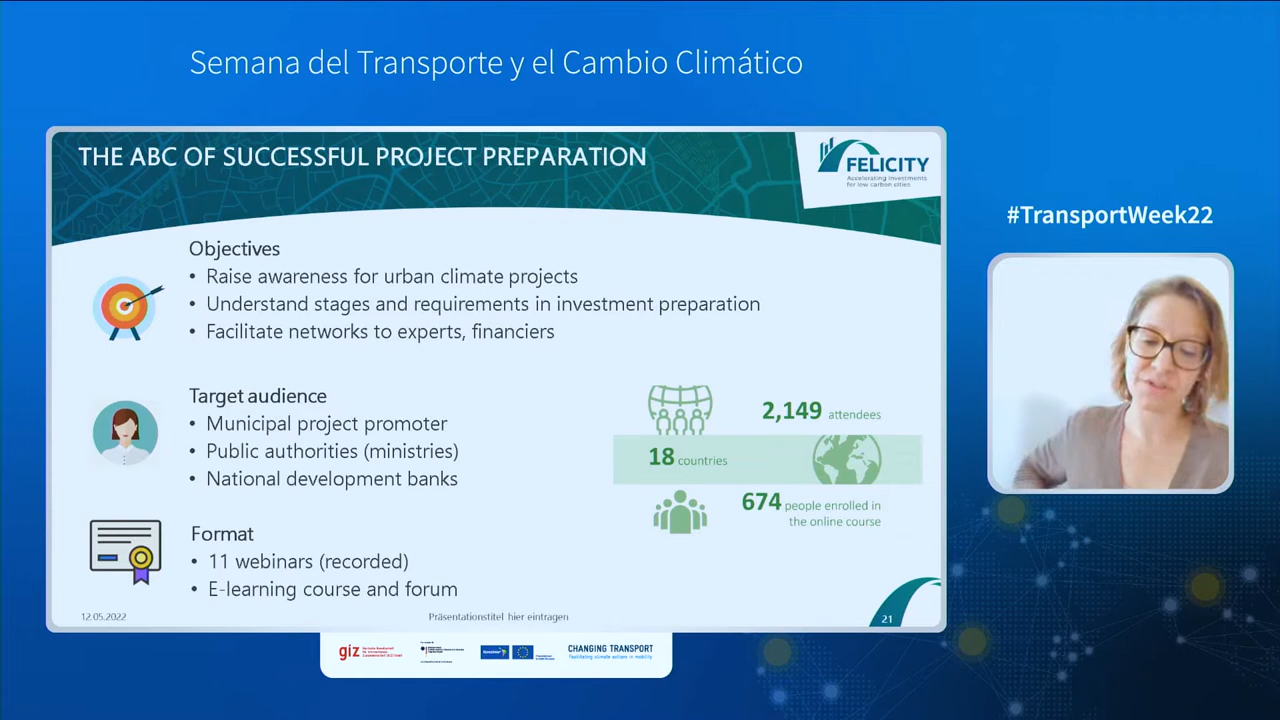 Semana del Transporte y el Cambio Climático
THE ABC OF SUCCESSFUL PROJECT PREPARATION
FELICITY
Accelerating investments
for low carbon cities
#TransportWeek22
Objectives
• Raise awareness for urban climate projects
• Understand stages and requirements in investment preparation
• Facilitate networks to experts, financiers
Target audience
• Municipal project promoter
• Public authorities (ministries)
• National development banks
2,149 attendees
18 countries
674 people enrolled in
the online course
Format
• 11 webinars (recorded)
• E-learning course and forum
12.05.2022
Präsentationstitel hier eintragen
21
giz
CHANGING TRANSPORT
Facilitating climate actions in mobility